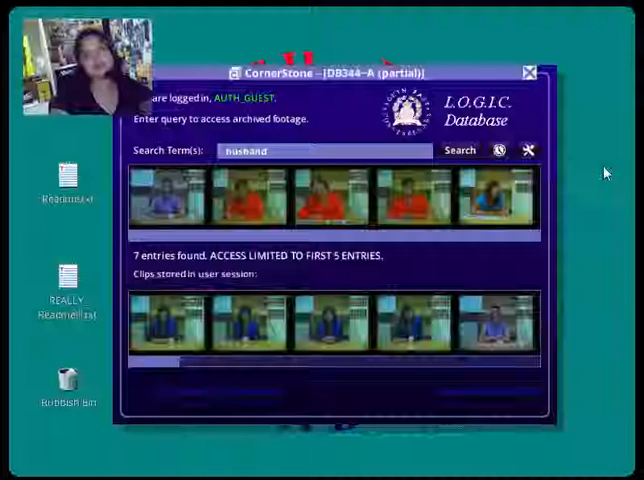 CornerStone - [DB344-A (partial)]
are logged in, AUTH_GUEST.
Enter query to access archived footage.
L.O.G.I.C.
Database
Search Term(s):
husband
Search
7 entries found. ACCESS LIMITED TO FIRST 5 ENTRIES.
Clips stored in user session:
Readme.txt
REALLY
Readme!!.txt
Rubbish Bin